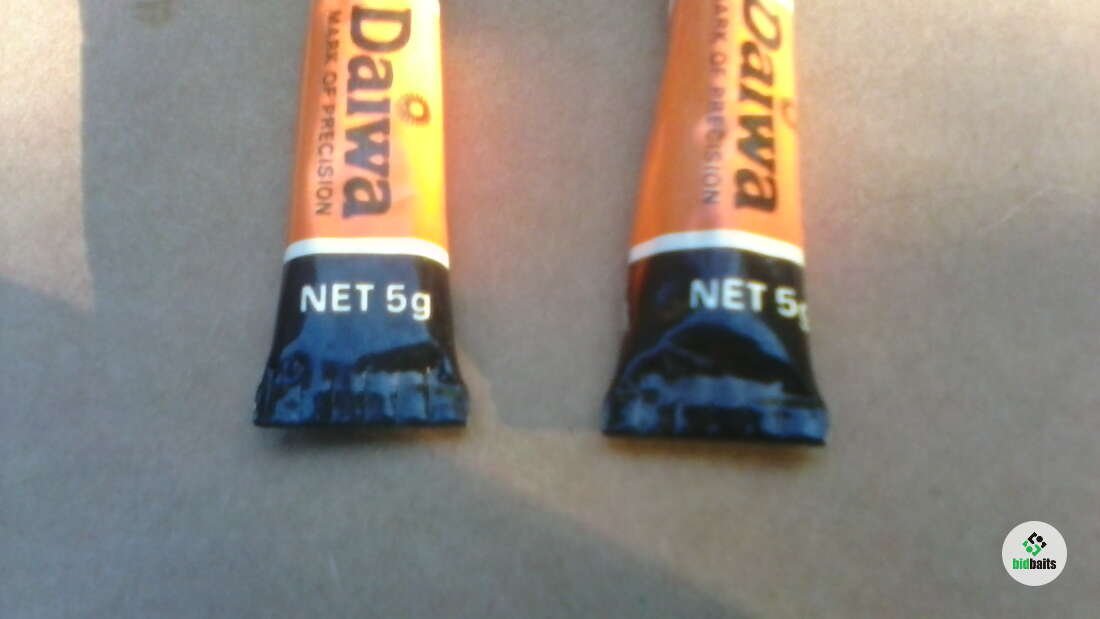 Daiwa
MARK OF PRECISION
NET 5g
Daiwa
MARK OF PRECISION
NET 5g
bidbaits